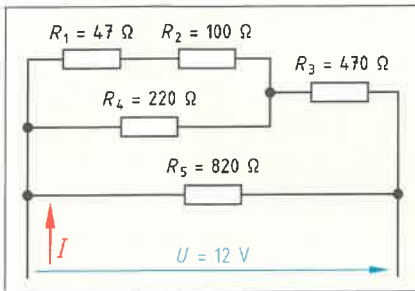 R₁ = 47 Ω R₂ = 100 Ω
R₃ = 470 Ω
R₄ = 220 Ω
R₅ = 820 Ω
I
U = 12 V